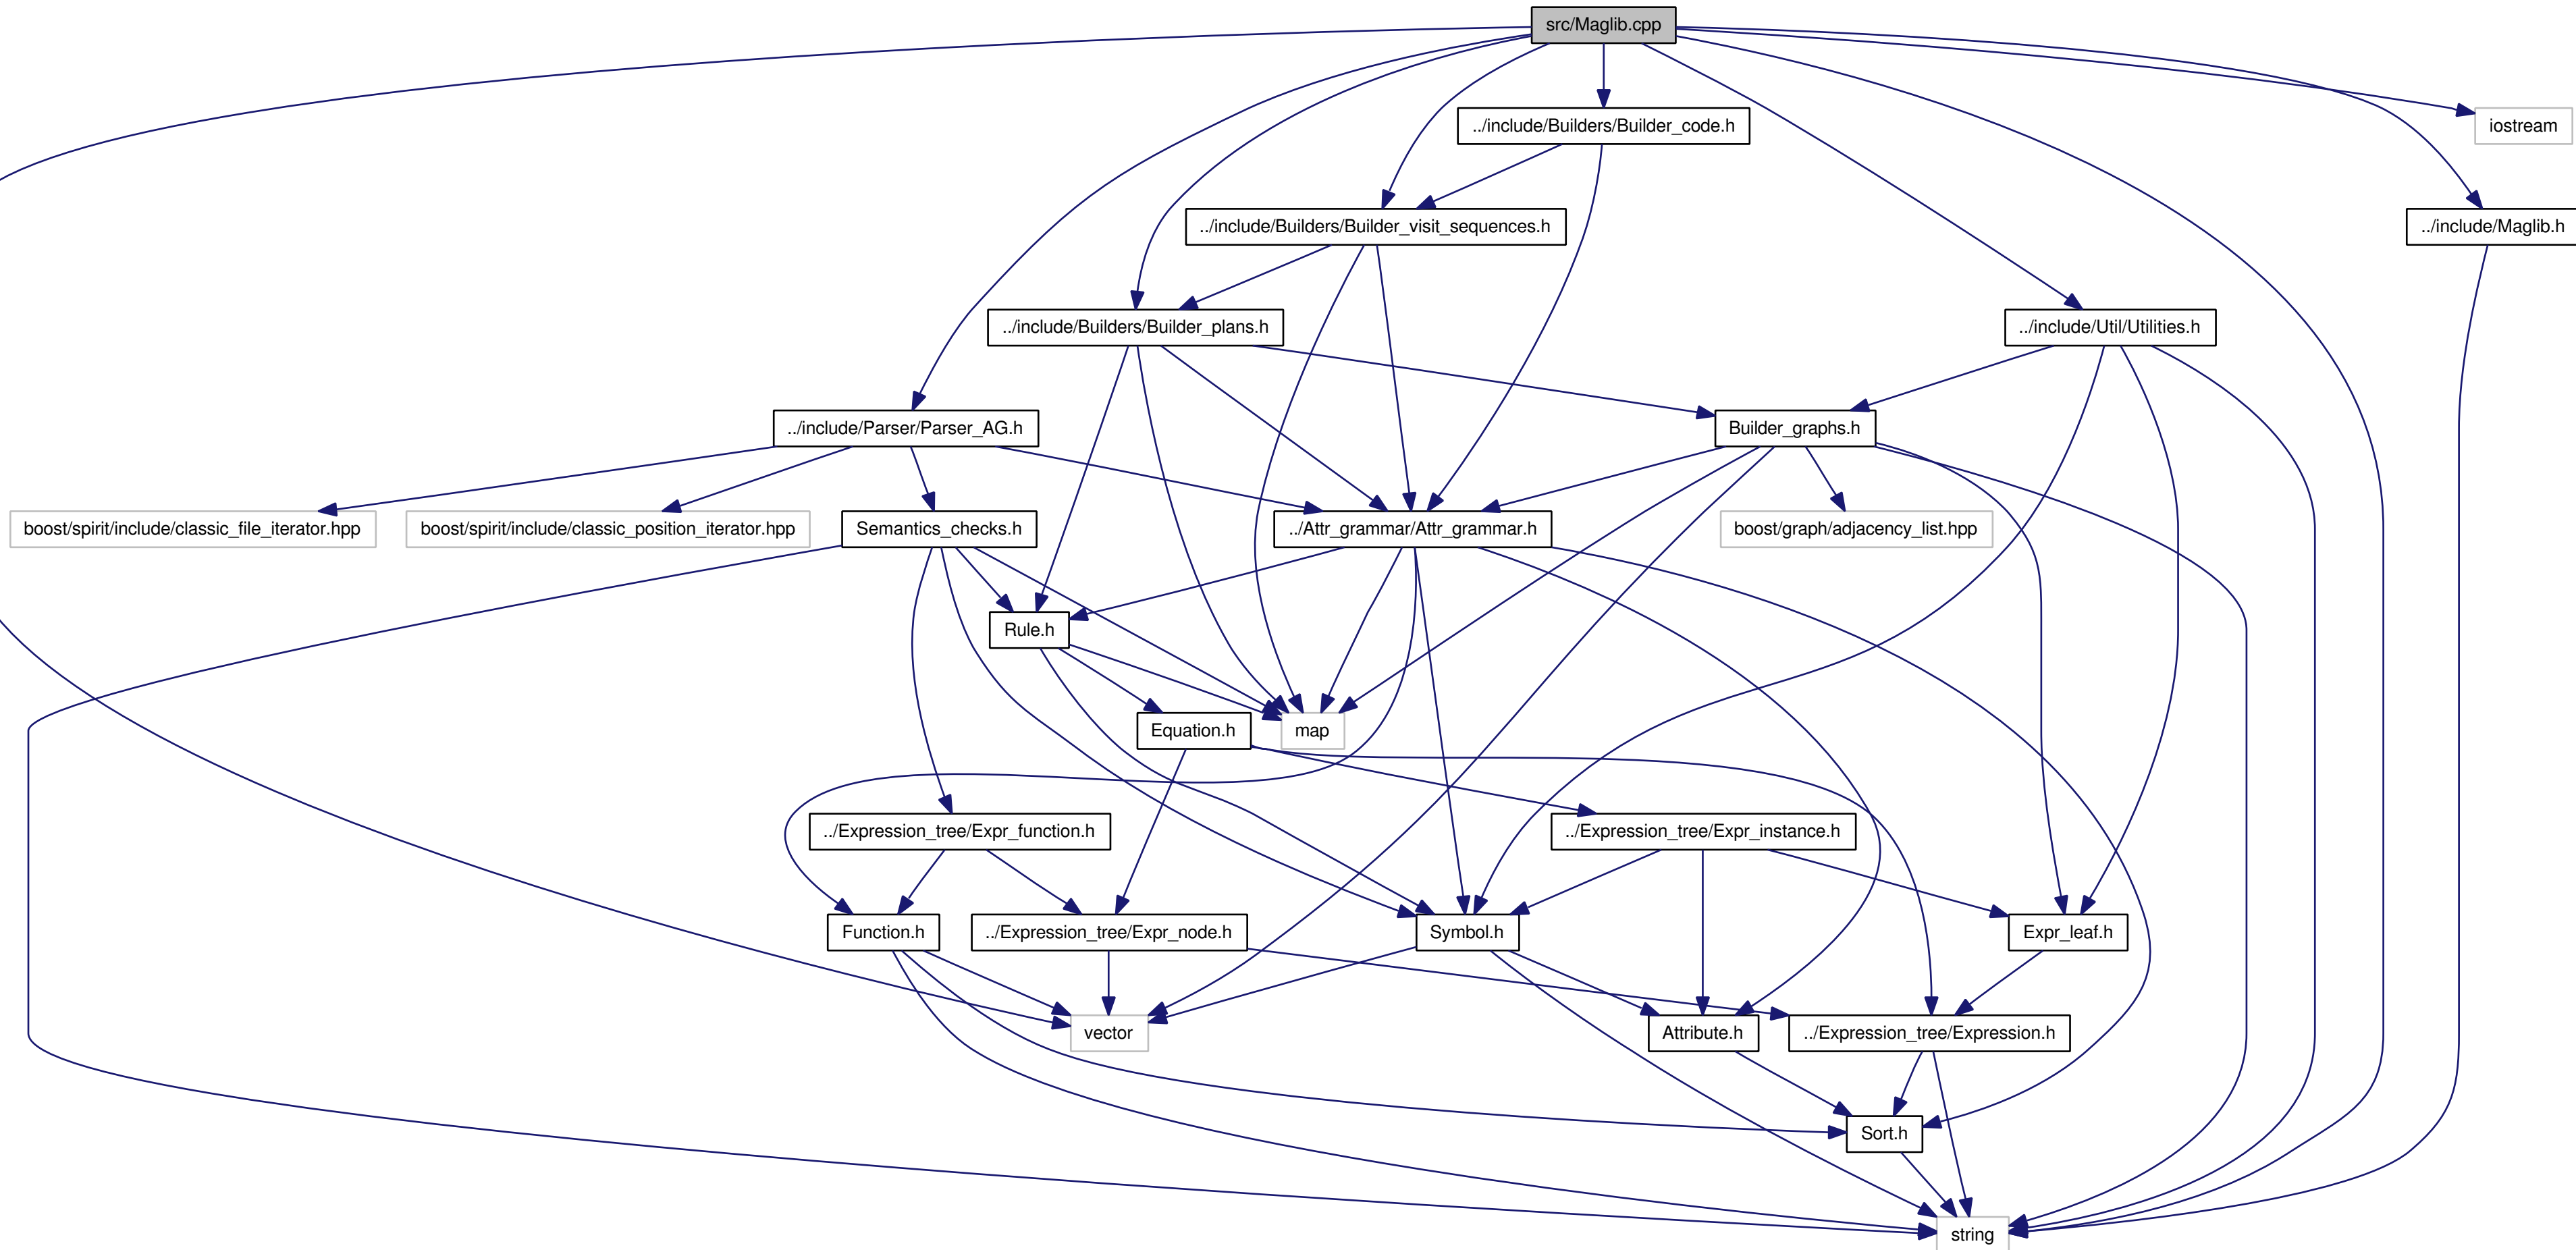 src/Maglib.cpp
../include/Builders/Builder_code.h
iostream
../include/Builders/Builder_visit_sequences.h
../include/Maglib.h
../include/Builders/Builder_plans.h
../include/Util/Utilities.h
../include/Parser/Parser_AG.h
Builder_graphs.h
boost/spirit/include/classic_file_iterator.hpp
boost/spirit/include/classic_position_iterator.hpp
Semantics_checks.h
../Attr_grammar/Attr_grammar.h
boost/graph/adjacency_list.hpp
Rule.h
Equation.h
map
../Expression_tree/Expr_function.h
../Expression_tree/Expr_instance.h
Function.h
../Expression_tree/Expr_node.h
Symbol.h
Expr_leaf.h
vector
Attribute.h
../Expression_tree/Expression.h
Sort.h
string